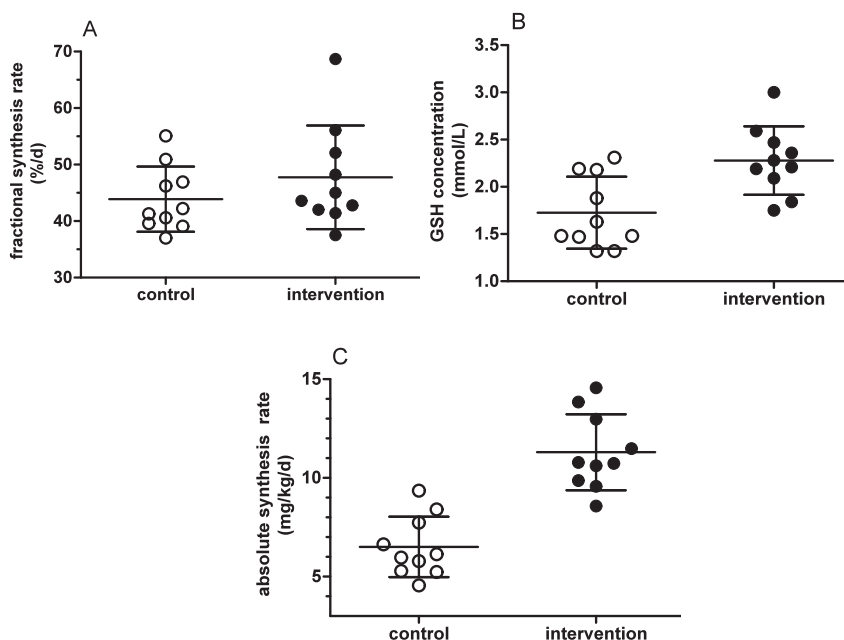 A
fractional synthesis rate
(%/d)
70
60
50
40
30
control
intervention
B
GSH concentration
(mmol/L)
3.5
3.0
2.5
2.0
1.5
1.0
control
intervention
C
absolute synthesis rate
(mg/kg/d)
15
10
5
control
intervention